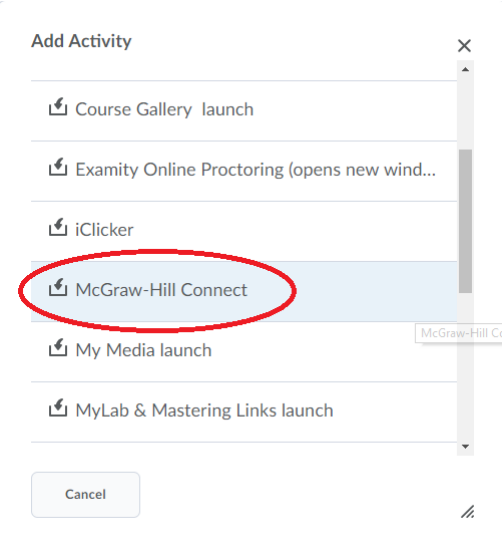 Add Activity
Course Gallery launch
Examity Online Proctoring (opens new wind...
iClicker
McGraw-Hill Connect
McGraw-Hill Co
My Media launch
MyLab & Mastering Links launch
Cancel